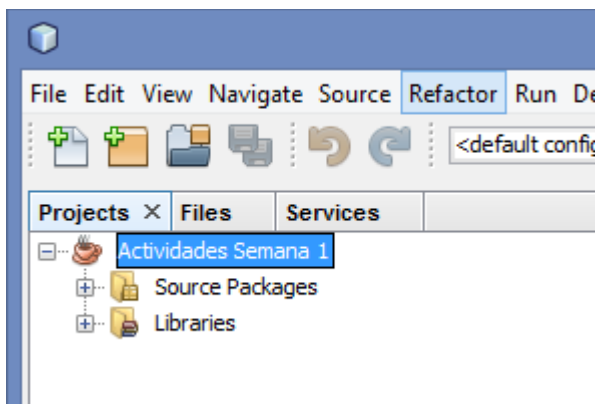 File Edit View Navigate Source Refactor Run De
<default config
Projects Files Services
Actividades Semana 1
Source Packages
Libraries